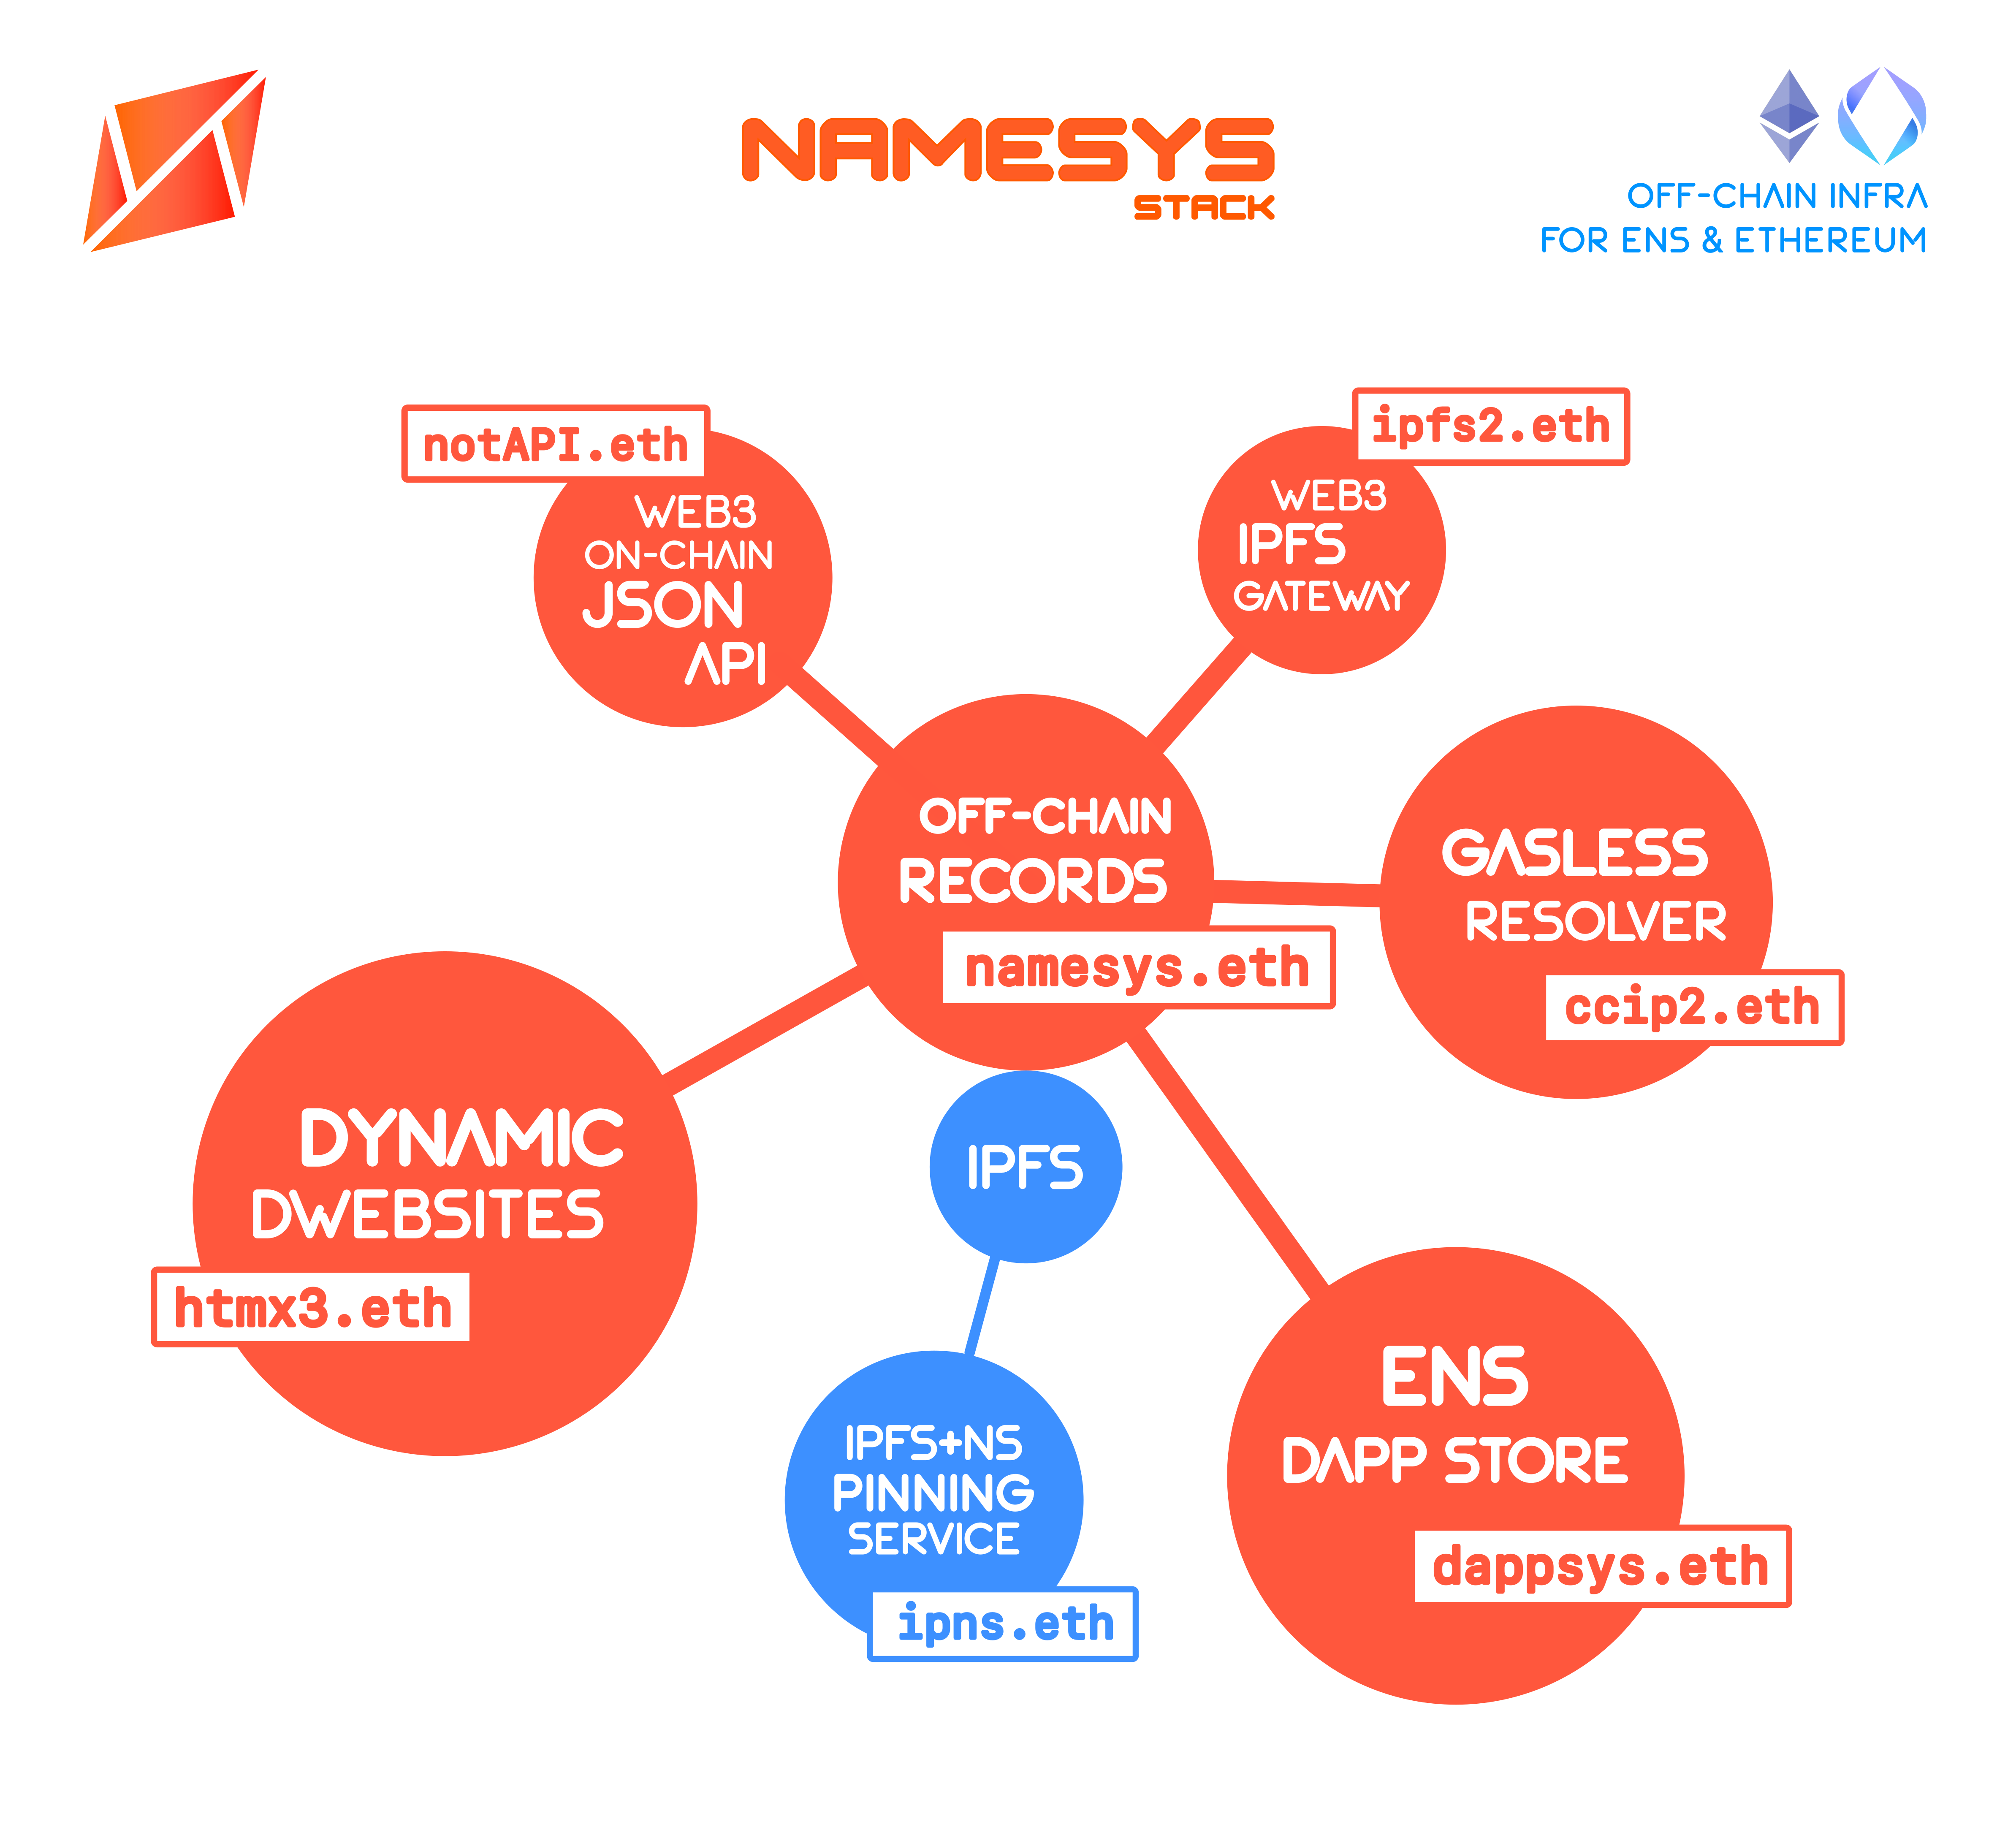 NAMESYS
STACK
OFF-CHAIN INFRA
FOR ENS & ETHEREUM
notAPI.eth
WEB3
ON-CHAIN
JSON
API
ipfs2.eth
WEB3
IPFS
GATEWAY
OFF-CHAIN
RECORDS
namesys.eth
GASLESS
RESOLVER
ccip2.eth
DYNAMIC
DWEBSITES
htmx3.eth
IPFS
IPFS+NS
PINNING
SERVICE
ipns.eth
ENS
DAPP STORE
dappsys.eth